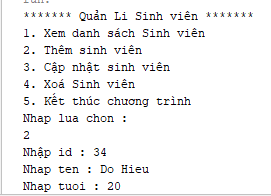 run:
******* Quản Lí Sinh viên *******
1. Xem danh sách Sinh viên
2. Thêm sinh viên
3. Cập nhật sinh viên
4. Xoá Sinh viên
5. Kết thúc chương trình
Nhap lua chon :
2
Nhập id : 34
Nhap ten : Do Hieu
Nhap tuoi : 20